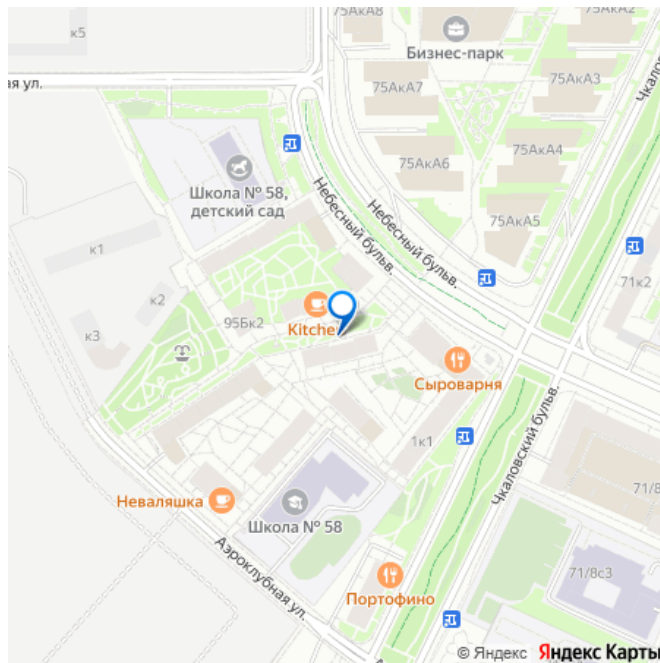 75АкА8
75АкА1
75АкА2
к5
Бизнес-парк
75АкА7
75АкА3
Чкаловский
ая ул.
75АкА6
75АкА4
Школа № 58,
детский сад
Небесный бульв.
Небесный бульв.
75АкА5
к1
71к2
к2
95Бк2
Kitchen
к3
Сыроварня
1к1
Чкаловский бульв.
Неваляшка
Школа № 58
71/8
Аэроклубная ул.
71/8с3
Портофино
© Яндекс Яндекс Карты